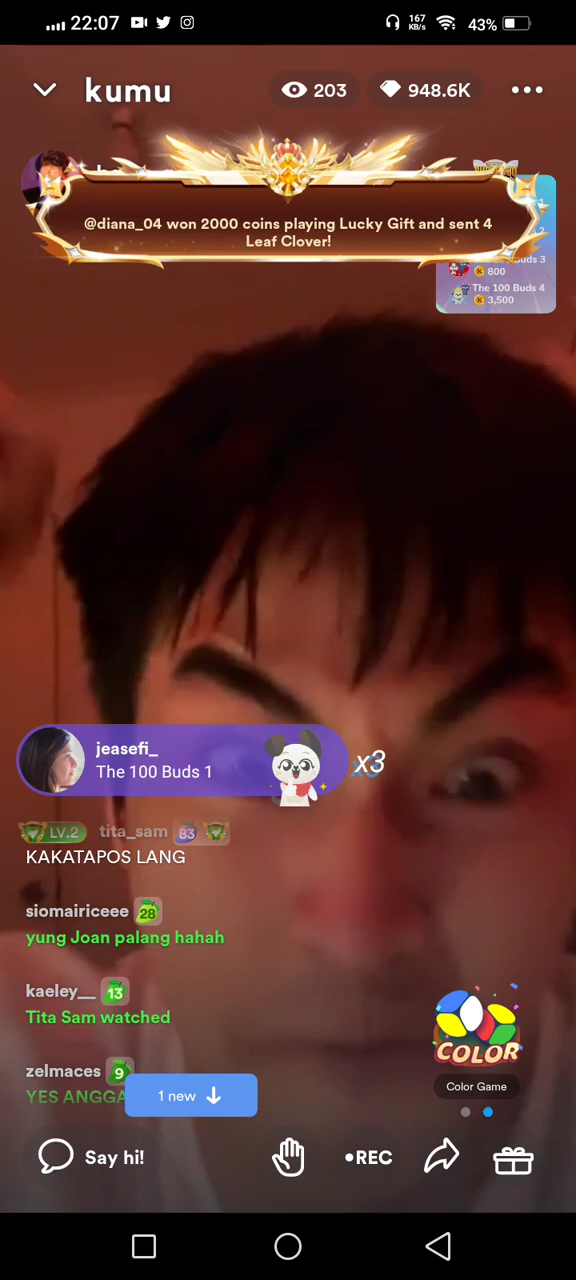 22:07
167
KB/s
43%
kumu
203
948.6K
@diana_04 won 2000 coins playing Lucky Gift and sent 4
Leaf Clover!
Buds 3
800
The 100 Buds 4
3,500
jeasefi_
The 100 Buds 1
x3
LV.2 tita_sam 83
KAKATAPOS LANG
siomairiceee 28
yung Joan palang hahah
kaeley__ 13
Tita Sam watched
zelmaces 9
YES ANGGA
1 new
COLOR
Color Game
Say hi!
•REC